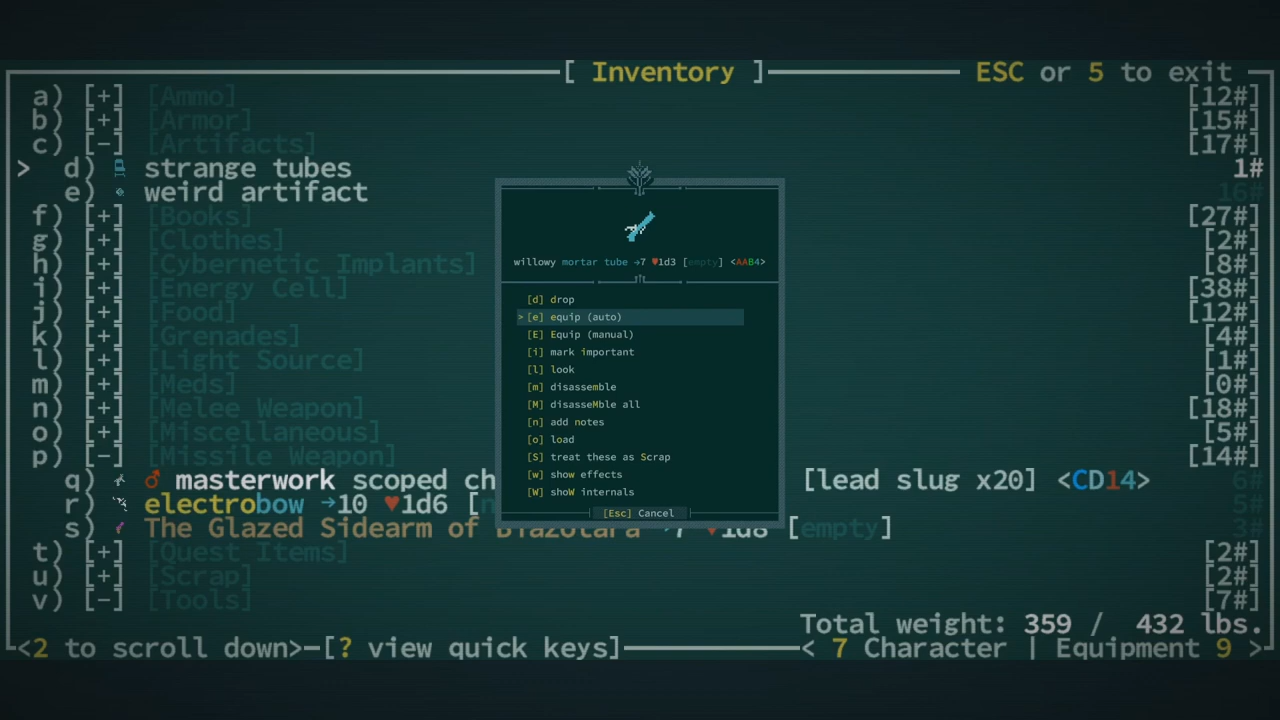 [ Inventory ] ESC or 5 to exit
a) [+] [Ammo] [12#]
b) [+] [Armor] [15#]
c) [-] [Artifacts] [17#]
> d) strange tubes 1#
e) weird artifact 16#
f) [+] [Books] [27#]
g) [+] [Clothes] [2#]
h) [+] [Cybernetic Implants] [8#]
i) [+] [Energy Cell] [38#]
j) [+] [Food] [12#]
k) [+] [Grenades] [4#]
l) [+] [Light Source] [1#]
m) [+] [Meds] [0#]
n) [+] [Melee Weapon] [18#]
o) [+] [Miscellaneous] [5#]
p) [-] [Missile Weapon] [14#]
q) ♂ masterwork scoped ch [lead slug x20] <CD14> 6#
r) electrobow →10 ♥1d6 [ 5#
s) The Glazed Sidearm of Blazotara →7 ♥1d8 [empty] 3#
t) [+] [Quest Items] [2#]
u) [+] [Scrap] [2#]
v) [-] [Tools] [7#]
Total weight: 359 / 432 lbs.
<2 to scroll down> [? view quick keys] < 7 Character | Equipment 9 >
willowy mortar tube →7 ♥1d3 [empty] <AAB4>
[d] drop
> [e] equip (auto)
[E] Equip (manual)
[i] mark important
[l] look
[m] disassemble
[M] disasseMble all
[n] add notes
[o] load
[S] treat these as Scrap
[w] show effects
[W] shoW internals
[Esc] Cancel